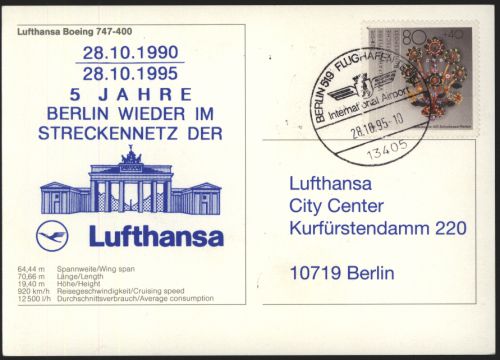 Lufthansa Boeing 747-400
28.10.1990
28.10.1995
5 JAHRE
BERLIN WIEDER IM
STRECKENNETZ DER
Lufthansa
64,44 m Spannweite/Wing span
70,66 m Länge/Length
19,40 m Höhe/Height
920 km/h Reisegeschwindigkeit/Cruising speed
12 500 l/h Durchschnittsverbrauch/Average consumption
80 +40
BERLIN 519 FLUGHAFEN
International Airport
28.10.95-10
13405
Lufthansa
City Center
Kurfürstendamm 220
10719 Berlin